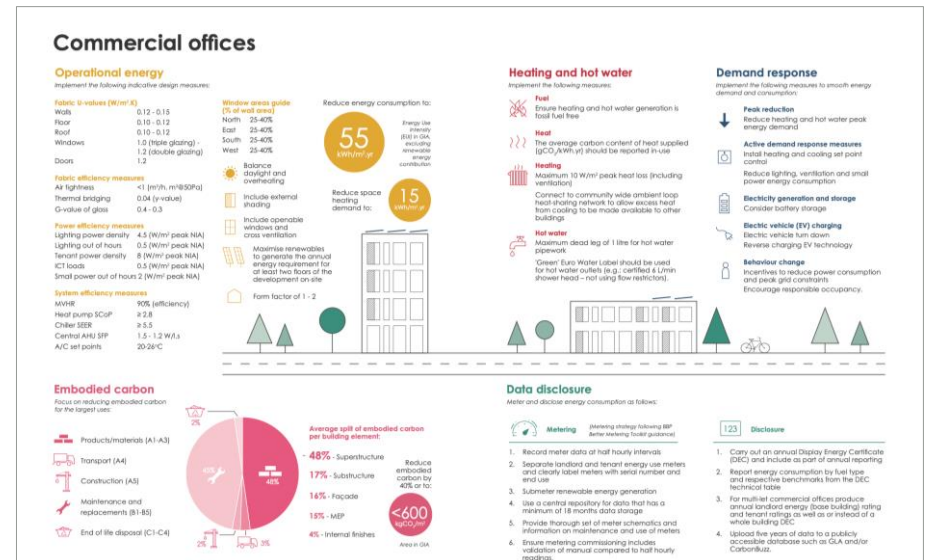 Commercial offices
Operational energy
Implement the following indicative design measures:
Fabric U-values (W/m².K)
Walls 0.12 - 0.15
Floor 0.10 - 0.12
Roof 0.10 - 0.12
Windows 1.0 (triple glazing) -
1.2 (double glazing)
Doors 1.2
Fabric efficiency measures
Air tightness <1 (m³/h. m²@50Pa)
Thermal bridging 0.04 (y-value)
G-value of glass 0.4 - 0.3
Power efficiency measures
Lighting power density 4.5 (W/m² peak NIA)
Lighting out of hours 0.5 (W/m² peak NIA)
Tenant power density 8 (W/m² peak NIA)
ICT loads 0.5 (W/m² peak NIA)
Small power out of hours 2 (W/m² peak NIA)
System efficiency measures
MVHR 90% (efficiency)
Heat pump SCoP ≥ 2.8
Chiller SEER ≥ 5.5
Central AHU SFP 1.5 - 1.2 W/l.s
A/C set points 20-26°C
Window areas guide
(% of wall area)
North 25-40%
East 25-40%
South 25-40%
West 25-40%
Balance
daylight and
overheating
Include external
shading
Include openable
windows and
cross ventilation
Maximise renewables
to generate the annual
energy requirement for
at least two floors of the
development on-site
Form factor of 1 - 2
Reduce energy consumption to:
55
kWh/m².yr
Energy Use
Intensity
(EUI) in GIA,
excluding
renewable
energy
contribution
Reduce space
heating
demand to:
15
kWh/m².yr
Heating and hot water
Implement the following measures:
Fuel
Ensure heating and hot water generation is
fossil fuel free
Heat
The average carbon content of heat supplied
(gCO₂/kWh.yr) should be reported in-use
Heating
Maximum 10 W/m² peak heat loss (including
ventilation)
Connect to community wide ambient loop
heat-sharing network to allow excess heat
from cooling to be made available to other
buildings
Hot water
Maximum dead leg of 1 litre for hot water
pipework
'Green' Euro Water Label should be used
for hot water outlets (e.g.: certified 6 L/min
shower head – not using flow restrictors).
Demand response
Implement the following measures to smooth energy
demand and consumption:
Peak reduction
Reduce heating and hot water peak
energy demand
Active demand response measures
Install heating and cooling set point
control
Reduce lighting, ventilation and small
power energy consumption
Electricity generation and storage
Consider battery storage
Electric vehicle (EV) charging
Electric vehicle turn down
Reverse charging EV technology
Behaviour change
Incentives to reduce power consumption
and peak grid constraints
Encourage responsible occupancy.
Embodied carbon
Focus on reducing embodied carbon
for the largest uses:
Products/materials (A1-A3)
Transport (A4)
Construction (A5)
Maintenance and
replacements (B1-B5)
End of life disposal (C1-C4)
2%
45%
48%
2%
3%
Average split of embodied carbon
per building element:
48% - Superstructure
17% - Substructure
16% - Façade
15% - MEP
4% - Internal finishes
Reduce
embodied
carbon by
40% or to:
<600
kgCO₂/m²
Area in GIA
Data disclosure
Meter and disclose energy consumption as follows:
Metering
(Metering strategy following BBP
Better Metering Toolkit guidance)
1. Record meter data at half hourly intervals
2. Separate landlord and tenant energy use meters
and clearly label meters with serial number and
end use
3. Submeter renewable energy generation
4. Use a central repository for data that has a
minimum of 18 months data storage
5. Provide thorough set of meter schematics and
information on maintenance and use of meters
6. Ensure metering commissioning includes
validation of manual compared to half hourly
readings.
123
Disclosure
1. Carry out an annual Display Energy Certificate
(DEC) and include as part of annual reporting
2. Report energy consumption by fuel type
and respective benchmarks from the DEC
technical table
3. For multi-let commercial offices produce
annual landlord energy (base building) rating
and tenant ratings as well as or instead of a
whole building DEC
4. Upload five years of data to a publicly
accessible database such as GLA and/or
CarbonBuzz.